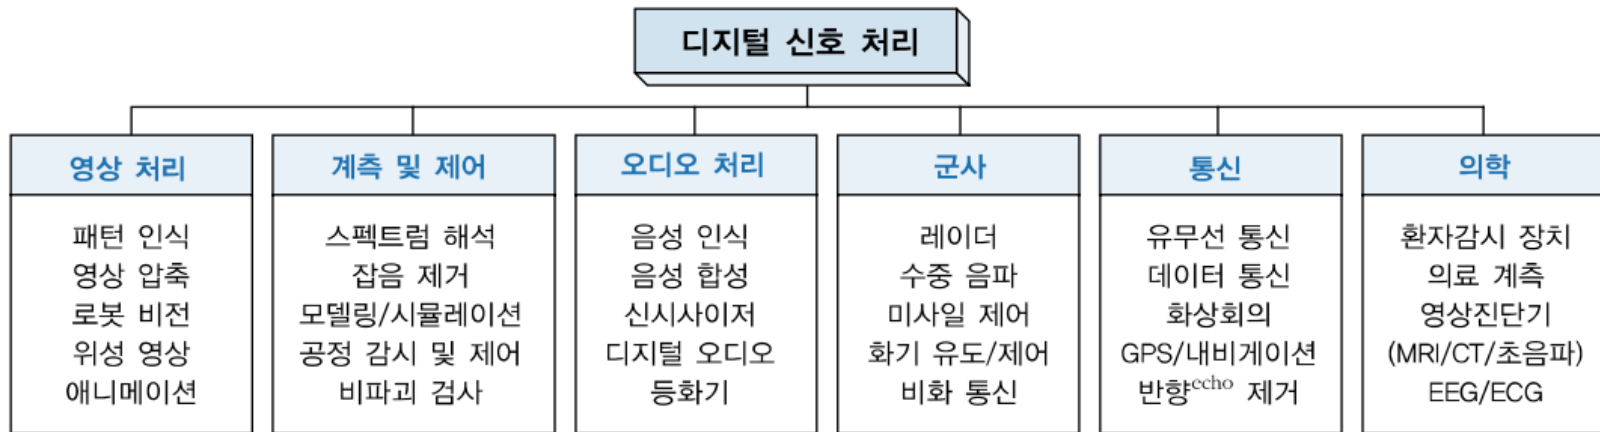 디지털 신호 처리
영상 처리
패턴 인식
영상 압축
로봇 비전
위성 영상
애니메이션
계측 및 제어
스펙트럼 해석
잡음 제거
모델링/시뮬레이션
공정 감시 및 제어
비파괴 검사
오디오 처리
음성 인식
음성 합성
신시사이저
디지털 오디오
등화기
군사
레이더
수중 음파
미사일 제어
화기 유도/제어
비화 통신
통신
유무선 통신
데이터 통신
화상회의
GPS/내비게이션
반향echo 제거
의학
환자감시 장치
의료 계측
영상진단기
(MRI/CT/초음파)
EEG/ECG